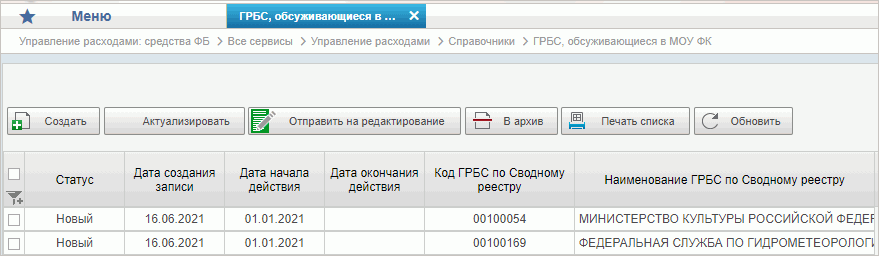 Меню
ГРБС, обсуживающиеся в ...
Управление расходами: средства ФБ > Все сервисы > Управление расходами > Справочники > ГРБС, обсуживающиеся в МОУ ФК
Создать Актуализировать Отправить на редактирование В архив Печать списка Обновить
Статус Дата создания записи Дата начала действия Дата окончания действия Код ГРБС по Сводному реестру Наименование ГРБС по Сводному реестру
Новый 16.06.2021 01.01.2021 00100054 МИНИСТЕРСТВО КУЛЬТУРЫ РОССИЙСКОЙ ФЕДЕР
Новый 16.06.2021 01.01.2021 00100169 ФЕДЕРАЛЬНАЯ СЛУЖБА ПО ГИДРОМЕТЕОРОЛОГИ